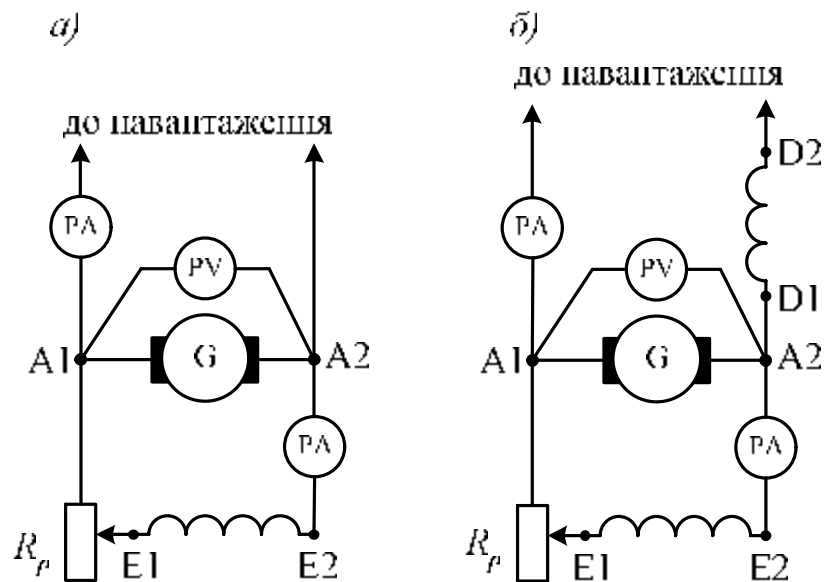 а)
до навантаження
PA
PV
A1
G
A2
PA
Rр
E1
E2
б)
до навантаження
D2
PA
PV
D1
A1
G
A2
PA
Rр
E1
E2